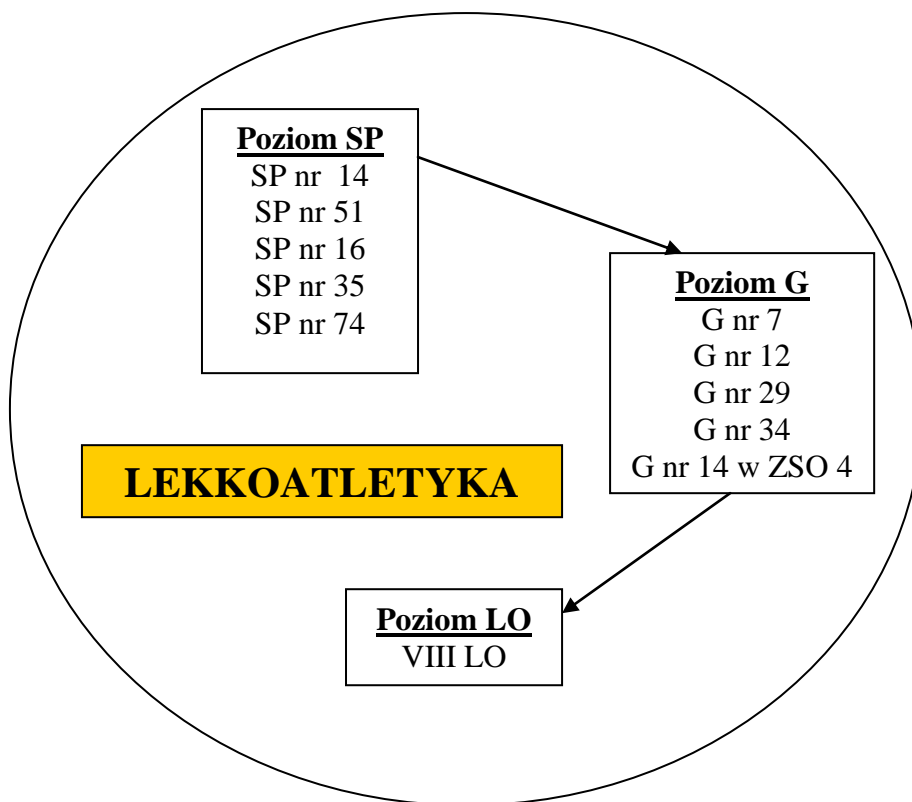 Poziom SP
SP nr 14
SP nr 51
SP nr 16
SP nr 35
SP nr 74
Poziom G
G nr 7
G nr 12
G nr 29
G nr 34
G nr 14 w ZSO 4
LEKKOATLETYKA
Poziom LO
VIII LO